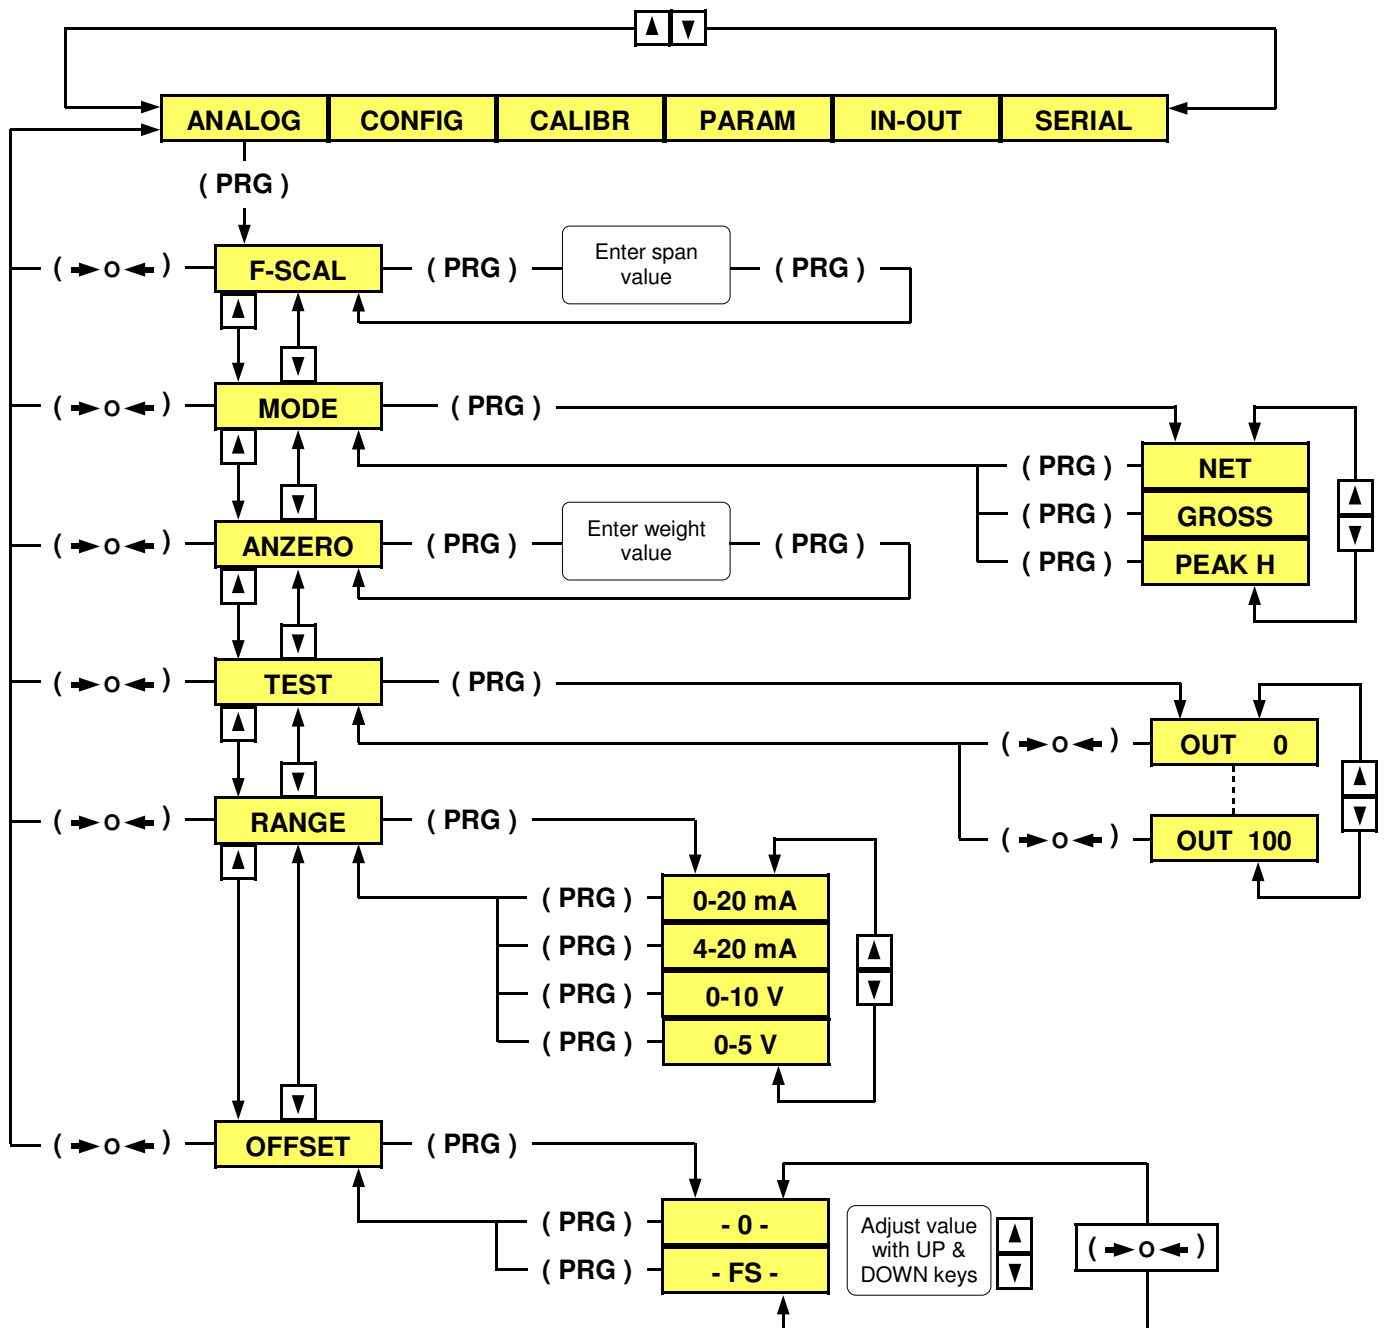 ANALOG CONFIG CALIBR PARAM IN-OUT SERIAL
( PRG )
( → o ← ) F-SCAL ( PRG ) Enter span ( PRG )
value
( → o ← ) MODE ( PRG )
( PRG ) NET
( PRG ) GROSS
( PRG ) PEAK H
( → o ← ) ANZERO ( PRG ) Enter weight ( PRG )
value
( → o ← ) TEST ( PRG )
( → o ← ) OUT 0
( → o ← ) OUT 100
( → o ← ) RANGE ( PRG )
( PRG ) 0-20 mA
( PRG ) 4-20 mA
( PRG ) 0-10 V
( PRG ) 0-5 V
( → o ← ) OFFSET ( PRG )
( PRG ) - 0 -
( PRG ) - FS -
Adjust value
with UP &
DOWN keys
( → o ← )